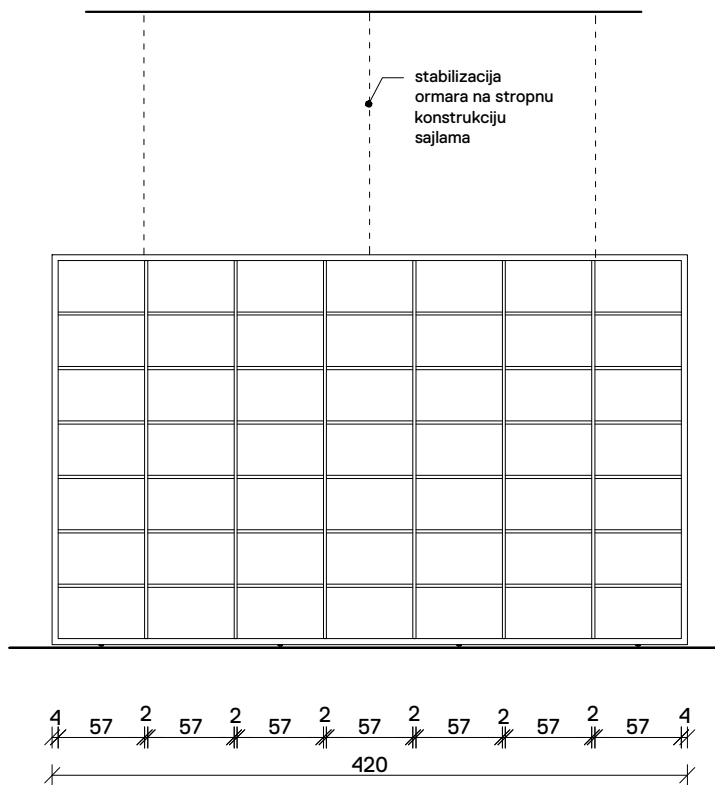 stabilizacija
ormara na stropnu
konstrukciju
sajlama
4 57 2 57 2 57 2 57 2 57 2 57 2 57 4
420